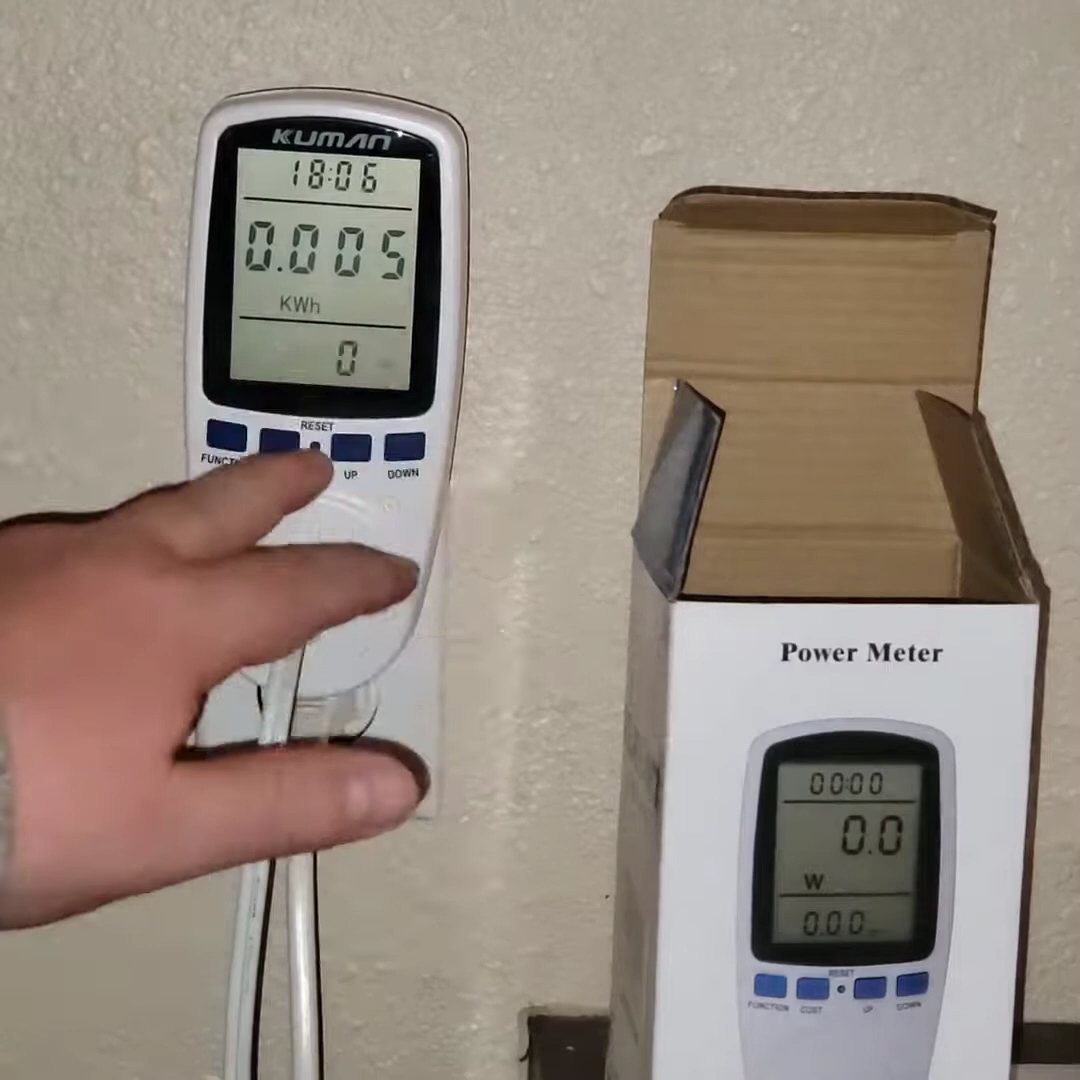 KUMAN
18:06
0.005
KWh
0
RESET
UP DOWN
Power Meter
00:00
0.0
W
0.00
RESET
FUNCTION COST UP DOWN